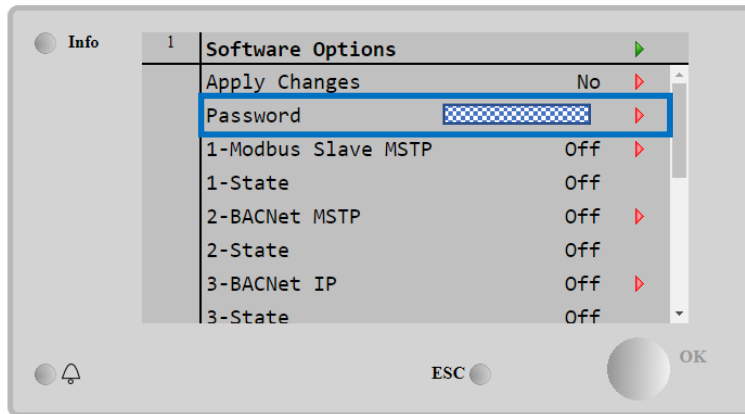 Info
1 Software Options
Apply Changes No
Password
1-Modbus Slave MSTP Off
1-State Off
2-BACNet MSTP Off
2-State Off
3-BACNet IP Off
3-State Off
ESC
OK